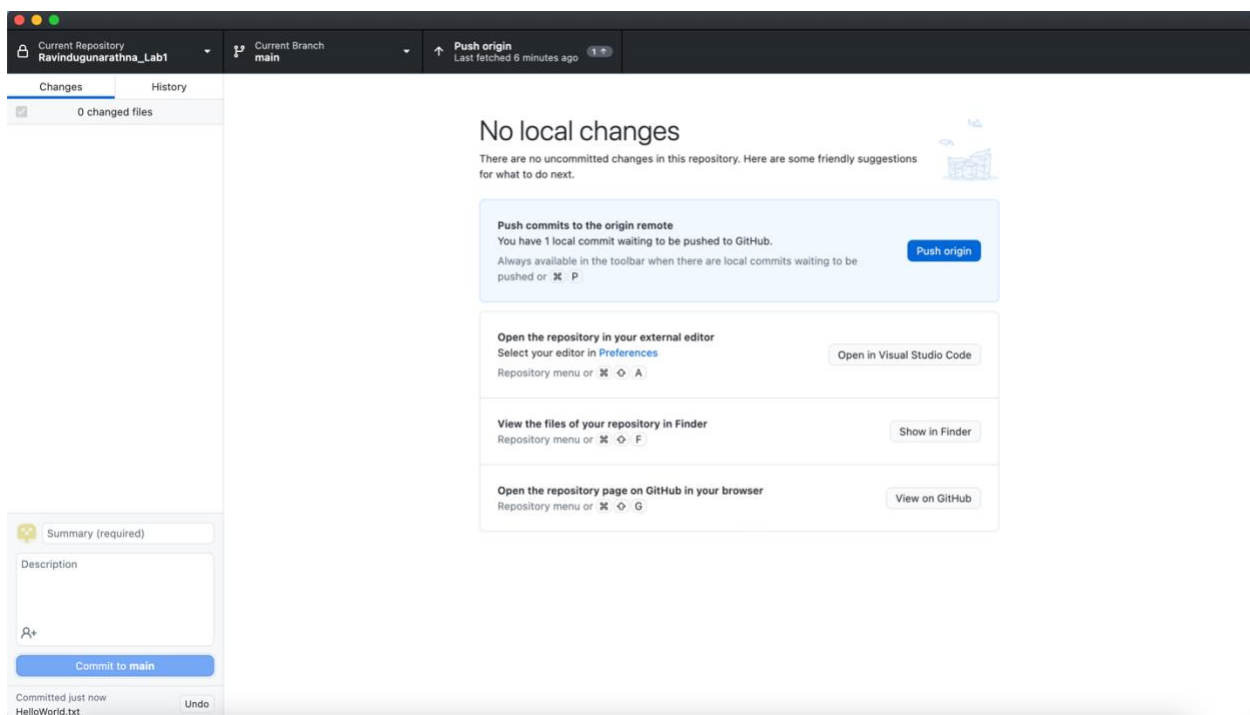 Current Repository
Ravindugunarathna_Lab1
Current Branch
main
Push origin
Last fetched 6 minutes ago
1↑
Changes
History
0 changed files
No local changes
There are no uncommitted changes in this repository. Here are some friendly suggestions
for what to do next.
Push commits to the origin remote
You have 1 local commit waiting to be pushed to GitHub.
Always available in the toolbar when there are local commits waiting to be
pushed or ⌘ P
Push origin
Open the repository in your external editor
Select your editor in Preferences
Repository menu or ⌘ ⇧ A
Open in Visual Studio Code
View the files of your repository in Finder
Repository menu or ⌘ ⇧ F
Show in Finder
Open the repository page on GitHub in your browser
Repository menu or ⌘ ⇧ G
View on GitHub
Summary (required)
Description
Commit to main
Committed just now
HelloWorld.txt
Undo